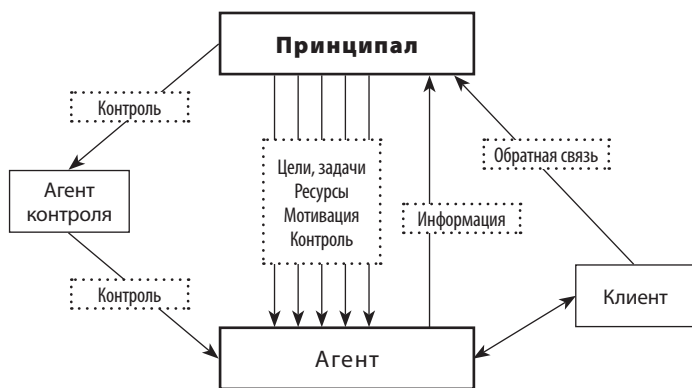 Принципал
Контроль
Обратная связь
Цели, задачи
Ресурсы
Мотивация
Контроль
Информация
Агент
контроля
Контроль
Клиент
Агент